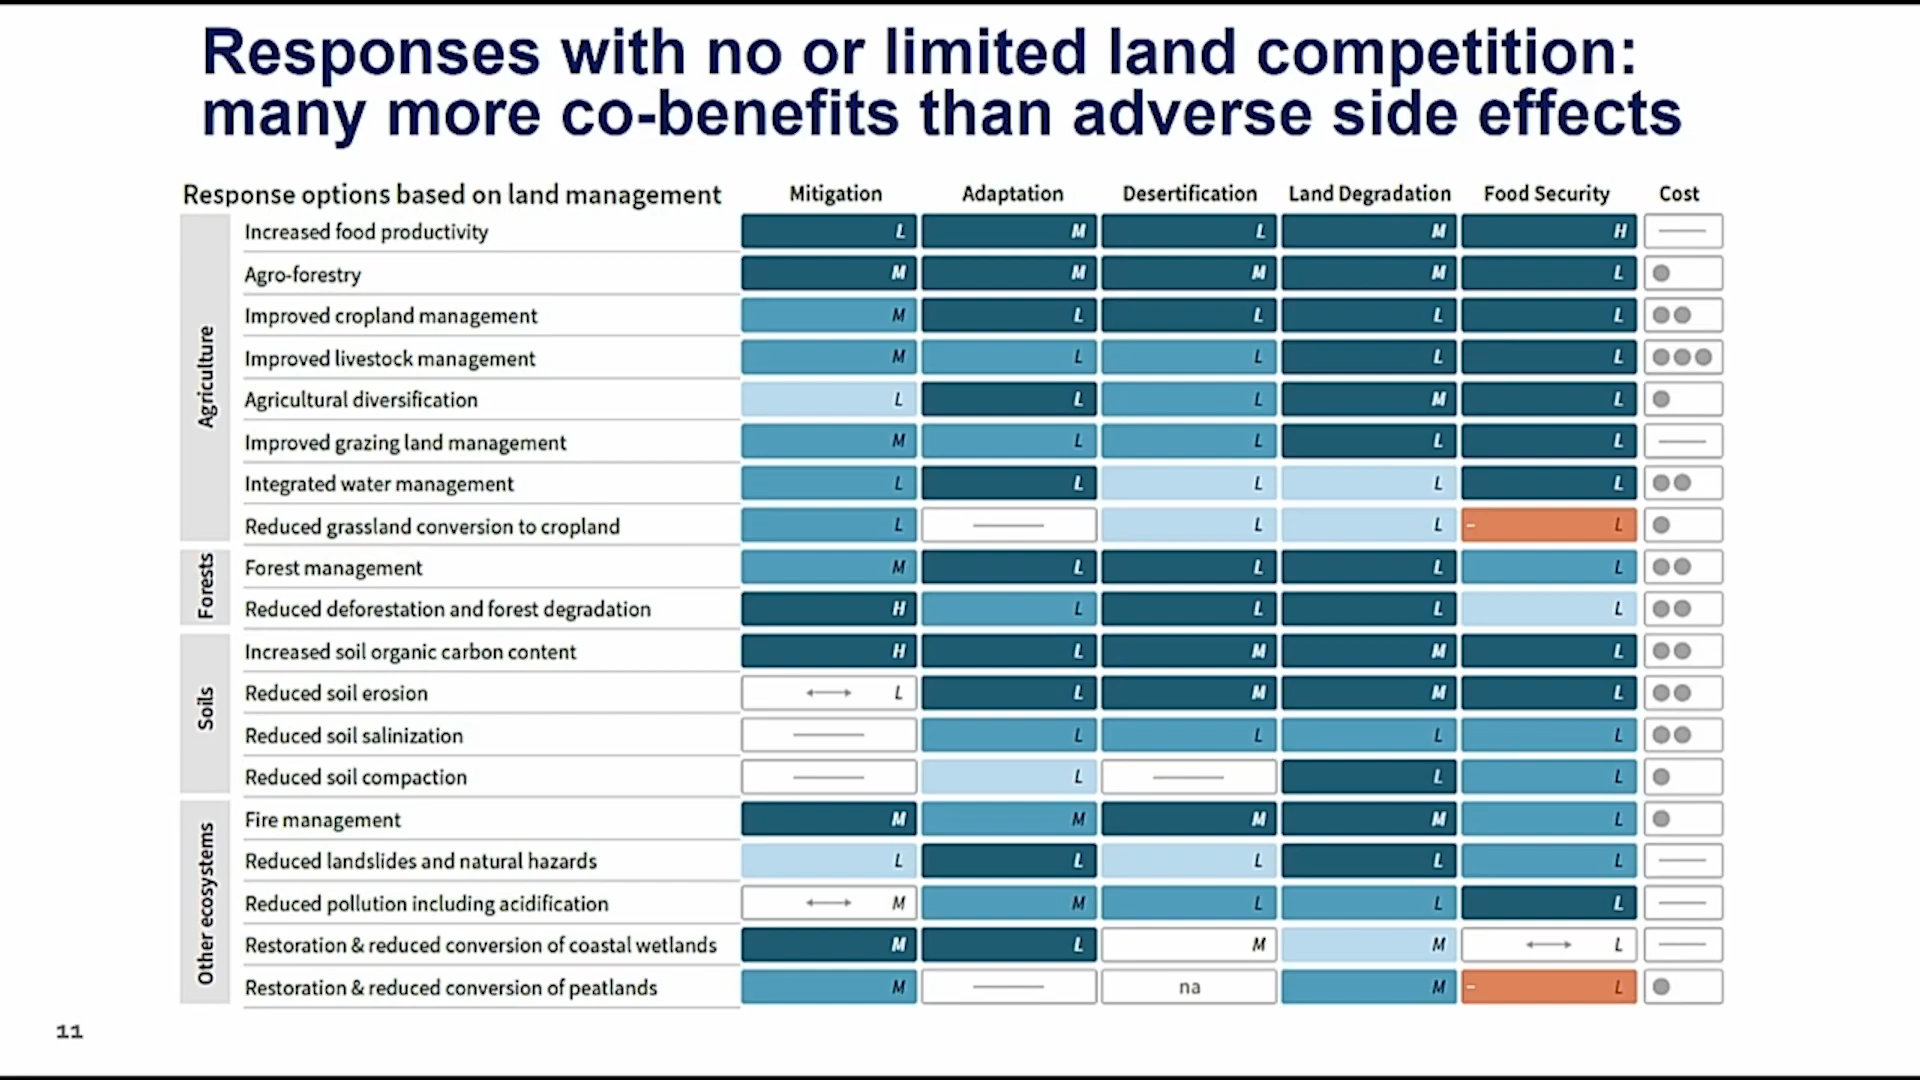 Responses with no or limited land competition:
many more co-benefits than adverse side effects
Response options based on land management Mitigation Adaptation Desertification Land Degradation Food Security Cost
Agriculture
Increased food productivity L M L M H
Agro-forestry M M M M L
Improved cropland management M L L L L
Improved livestock management M L L L L
Agricultural diversification L L L M L
Improved grazing land management M L L L L
Integrated water management L L L L L
Reduced grassland conversion to cropland L — L L – L
Forests
Forest management M L L L L
Reduced deforestation and forest degradation H L L L L
Soils
Increased soil organic carbon content H L M M L
Reduced soil erosion ↔ L L M M L
Reduced soil salinization — L L L L
Reduced soil compaction — L — L L
Other ecosystems
Fire management M M M M L
Reduced landslides and natural hazards L L L L L
Reduced pollution including acidification ↔ M M L L L
Restoration & reduced conversion of coastal wetlands M L M M ↔ L
Restoration & reduced conversion of peatlands M — na M – L
11